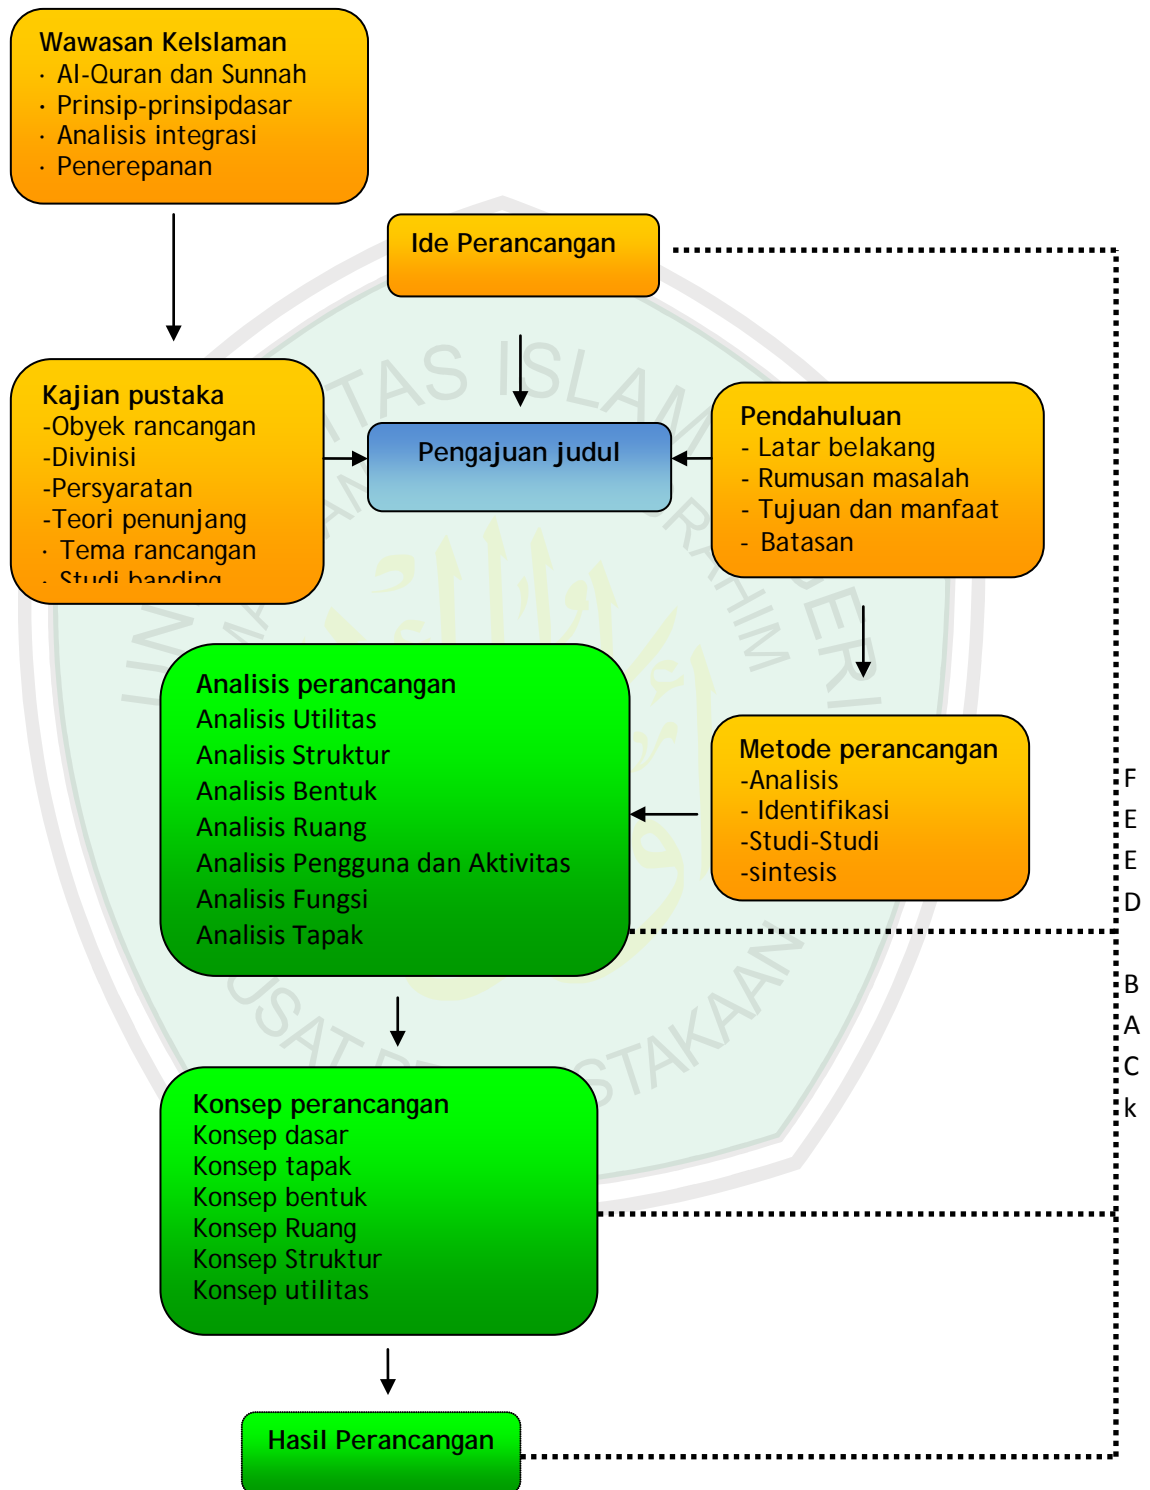 Wawasan KeIslaman
· Al-Quran dan Sunnah
· Prinsip-prinsipdasar
· Analisis integrasi
· Penerepanan
Ide Perancangan
Kajian pustaka
-Obyek rancangan
-Divinisi
-Persyaratan
-Teori penunjang
· Tema rancangan
· Studi banding
Pengajuan judul
Pendahuluan
- Latar belakang
- Rumusan masalah
- Tujuan dan manfaat
- Batasan
Analisis perancangan
Analisis Utilitas
Analisis Struktur
Analisis Bentuk
Analisis Ruang
Analisis Pengguna dan Aktivitas
Analisis Fungsi
Analisis Tapak
Metode perancangan
-Analisis
- Identifikasi
-Studi-Studi
-sintesis
F
E
E
D
B
A
C
k
Konsep perancangan
Konsep dasar
Konsep tapak
Konsep bentuk
Konsep Ruang
Konsep Struktur
Konsep utilitas
Hasil Perancangan